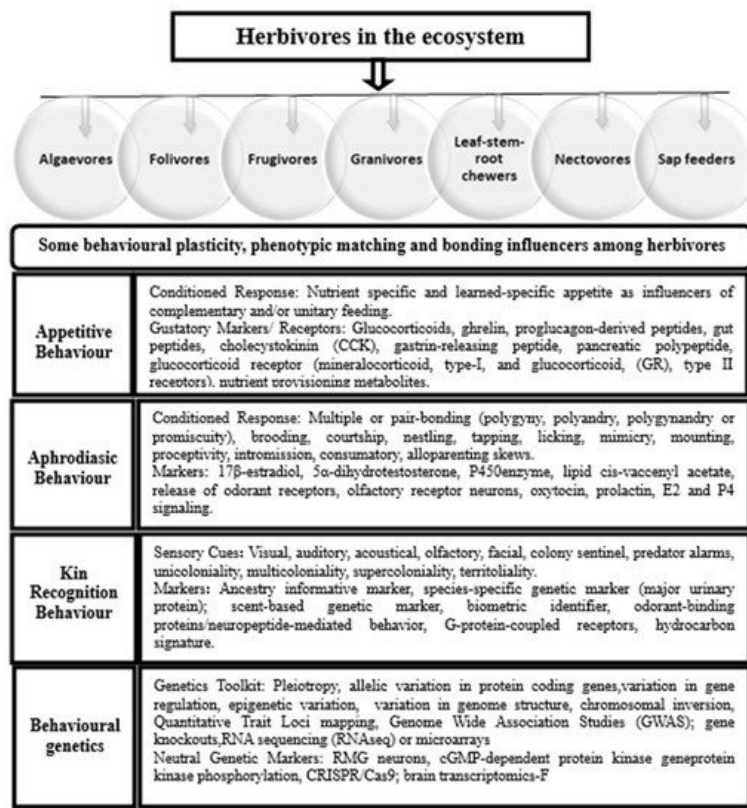 Herbivores in the ecosystem
Algaevores
Folivores
Frugivores
Granivores
Leaf-stem-
root
chewers
Nectovores
Sap feeders
Some behavioural plasticity, phenotypic matching and bonding influencers among herbivores
Appetitive
Behaviour
Conditioned Response: Nutrient specific and learned-specific appetite as influencers of
complementary and/or unitary feeding.
Gustatory Markers/ Receptors: Glucocorticoids, ghrelin, proglucagon-derived peptides, gut
peptides, cholecystokinin (CCK), gastrin-releasing peptide, pancreatic polypeptide,
glucocorticoid receptor (mineralocorticoid, type-I, and glucocorticoid, (GR), type II
receptors), nutrient provisioning metabolites.
Aphrodiasic
Behaviour
Conditioned Response: Multiple or pair-bonding (polygyny, polyandry, polygynandry or
promiscuity), brooding, courtship, nestling, tapping, licking, mimicry, mounting,
proceptivity, intromission, consumatory, alloparenting skews.
Markers: 17β-estradiol, 5α-dihydrotestosterone, P450enzyme, lipid cis-vaccenyl acetate,
release of odorant receptors, olfactory receptor neurons, oxytocin, prolactin, E2 and P4
signaling.
Kin
Recognition
Behaviour
Sensory Cues: Visual, auditory, acoustical, olfactory, facial, colony sentinel, predator alarms,
unicoloniality, multicoloniality, supercoloniality, territoliality.
Markers: Ancestry informative marker, species-specific genetic marker (major urinary
protein); scent-based genetic marker, biometric identifier, odorant-binding
proteins/neuropeptide-mediated behavior, G-protein-coupled receptors, hydrocarbon
signature.
Behavioural
genetics
Genetics Toolkit: Pleiotropy, allelic variation in protein coding genes,variation in gene
regulation, epigenetic variation, variation in genome structure, chromosomal inversion,
Quantitative Trait Loci mapping, Genome Wide Association Studies (GWAS); gene
knockouts,RNA sequencing (RNAseq) or microarrays
Neutral Genetic Markers: RMG neurons, cGMP-dependent protein kinase geneprotein
kinase phosphorylation, CRISPR/Cas9; brain transcriptomics-F